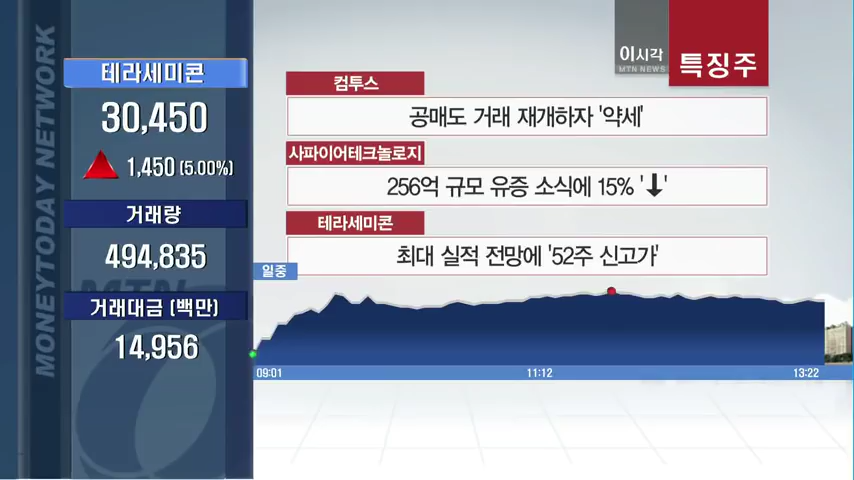 MONEYTODAY NETWORK
테라세미콘
30,450
▲ 1,450 (5.00%)
거래량
494,835
거래대금 (백만)
14,956
이시각
MTN NEWS
특징주
컴투스
공매도 거래 재개하자 '약세'
사파이어테크놀로지
256억 규모 유증 소식에 15% '↓'
테라세미콘
최대 실적 전망에 '52주 신고가'
일중
09:01 11:12 13:22
MTN